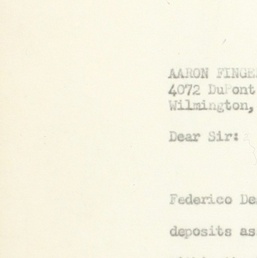 AARON FINGE
4072 DuPont
Wilmington,
Dear Sir:
Federico De
deposits as